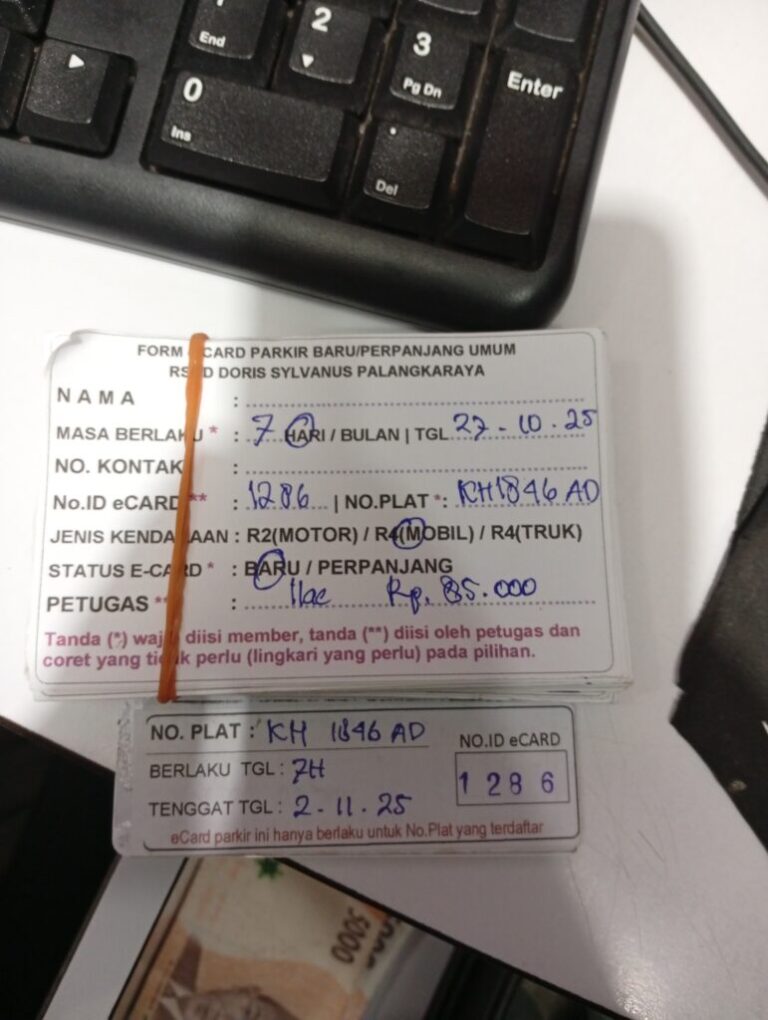 1
End
2
3
Pg Dn
Enter
0
Ins
.
Del
FORM CARD PARKIR BARU/PERPANJANG UMUM
RS D DORIS SYLVANUS PALANGKARAYA
NAMA :
MASA BERLAKU * : 7 HARI / BULAN | TGL 27-10-25
NO. KONTAK :
No.ID eCARD ** : 1286 | NO.PLAT *: KH1846 AD
JENIS KENDARAAN : R2(MOTOR) / R4(MOBIL) / R4(TRUK)
STATUS E-CARD * : BARU / PERPANJANG
PETUGAS ** : Rp. 85.000
Tanda (*) wajib diisi member, tanda (**) diisi oleh petugas dan
coret yang tidak perlu (lingkari yang perlu) pada pilihan.
NO. PLAT : KH 1846 AD
NO.ID eCARD
BERLAKU TGL : 7H
1286
TENGGAT TGL : 2-11-25
eCard parkir ini hanya berlaku untuk No.Plat yang terdaftar
5000